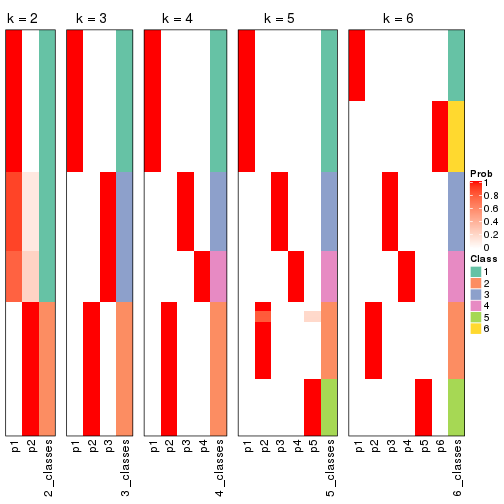 k = 2
k = 3
k = 4
k = 5
k = 6
p1
p2
2_classes
p1
p2
p3
3_classes
p1
p2
p3
p4
4_classes
p1
p2
p3
p4
p5
5_classes
p1
p2
p3
p4
p5
p6
6_classes
Prob
1
0.8
0.6
0.4
0.2
0
Class
1
2
3
4
5
6